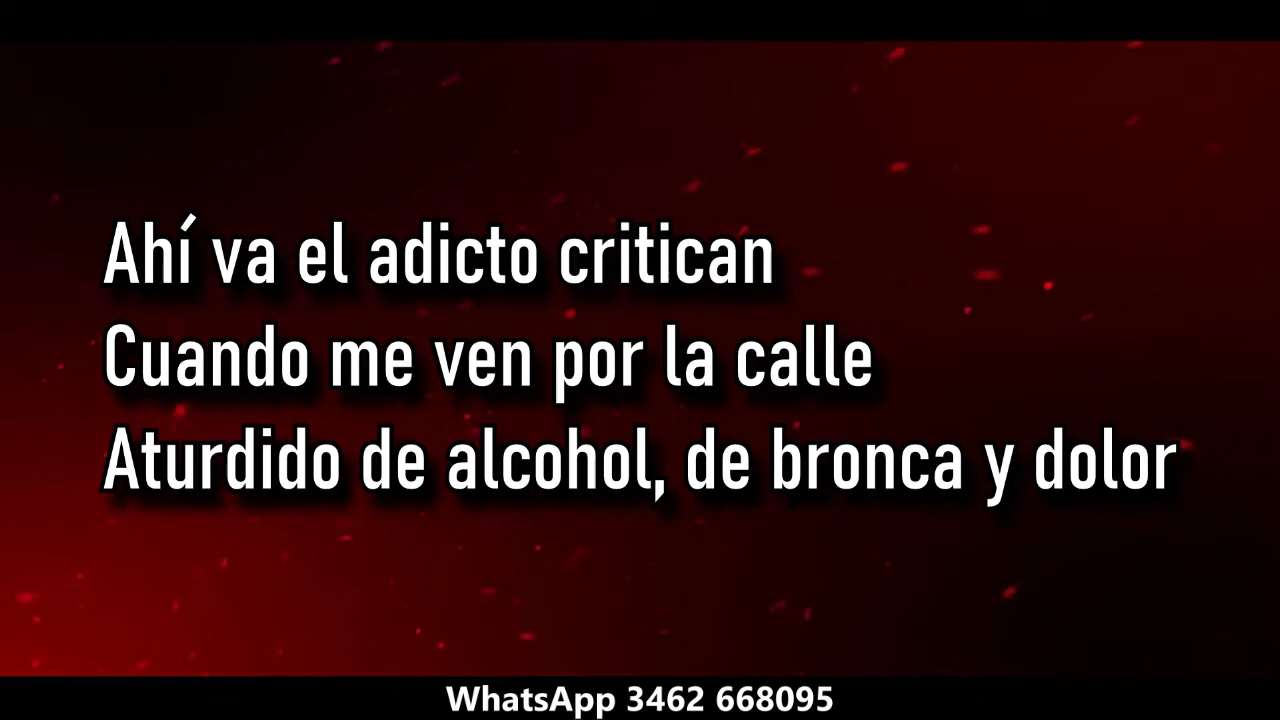 Ahí va el adicto critican
Cuando me ven por la calle
Aturdido de alcohol, de bronca y dolor
WhatsApp 3462 668095